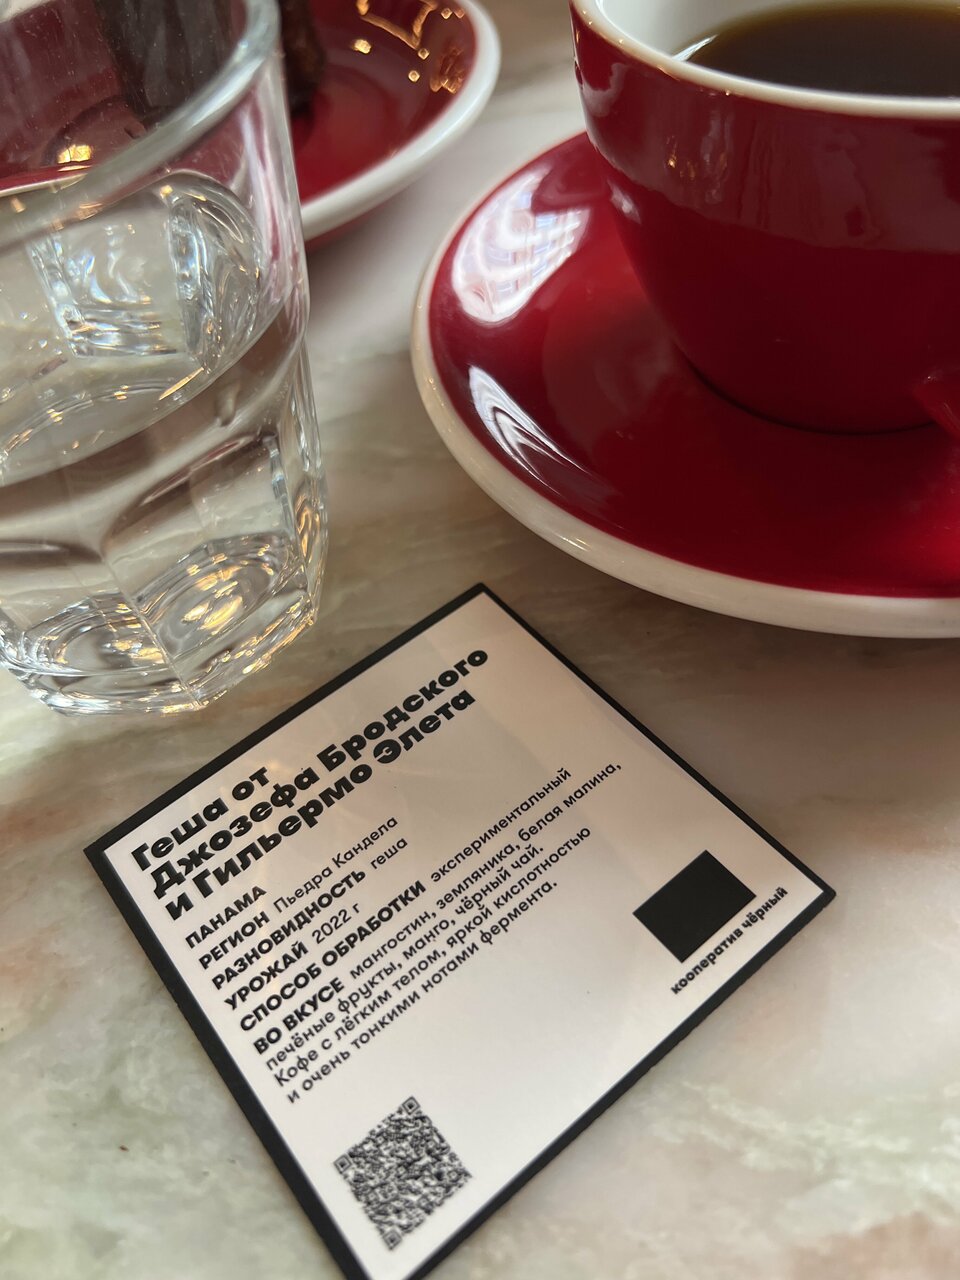 Геша от
Джозефа Бродского
и Гильермо Элета
ПАНАМА
РЕГИОН Пьедра Кандела
РАЗНОВИДНОСТЬ геша
УРОЖАЙ 2022 г
СПОСОБ ОБРАБОТКИ экспериментальный
ВО ВКУСЕ мангостин, земляника, белая малина,
печёные фрукты, манго, чёрный чай.
Кофе с лёгким телом, яркой кислотностью
и очень тонкими нотами фермента.
кооператив чёрный